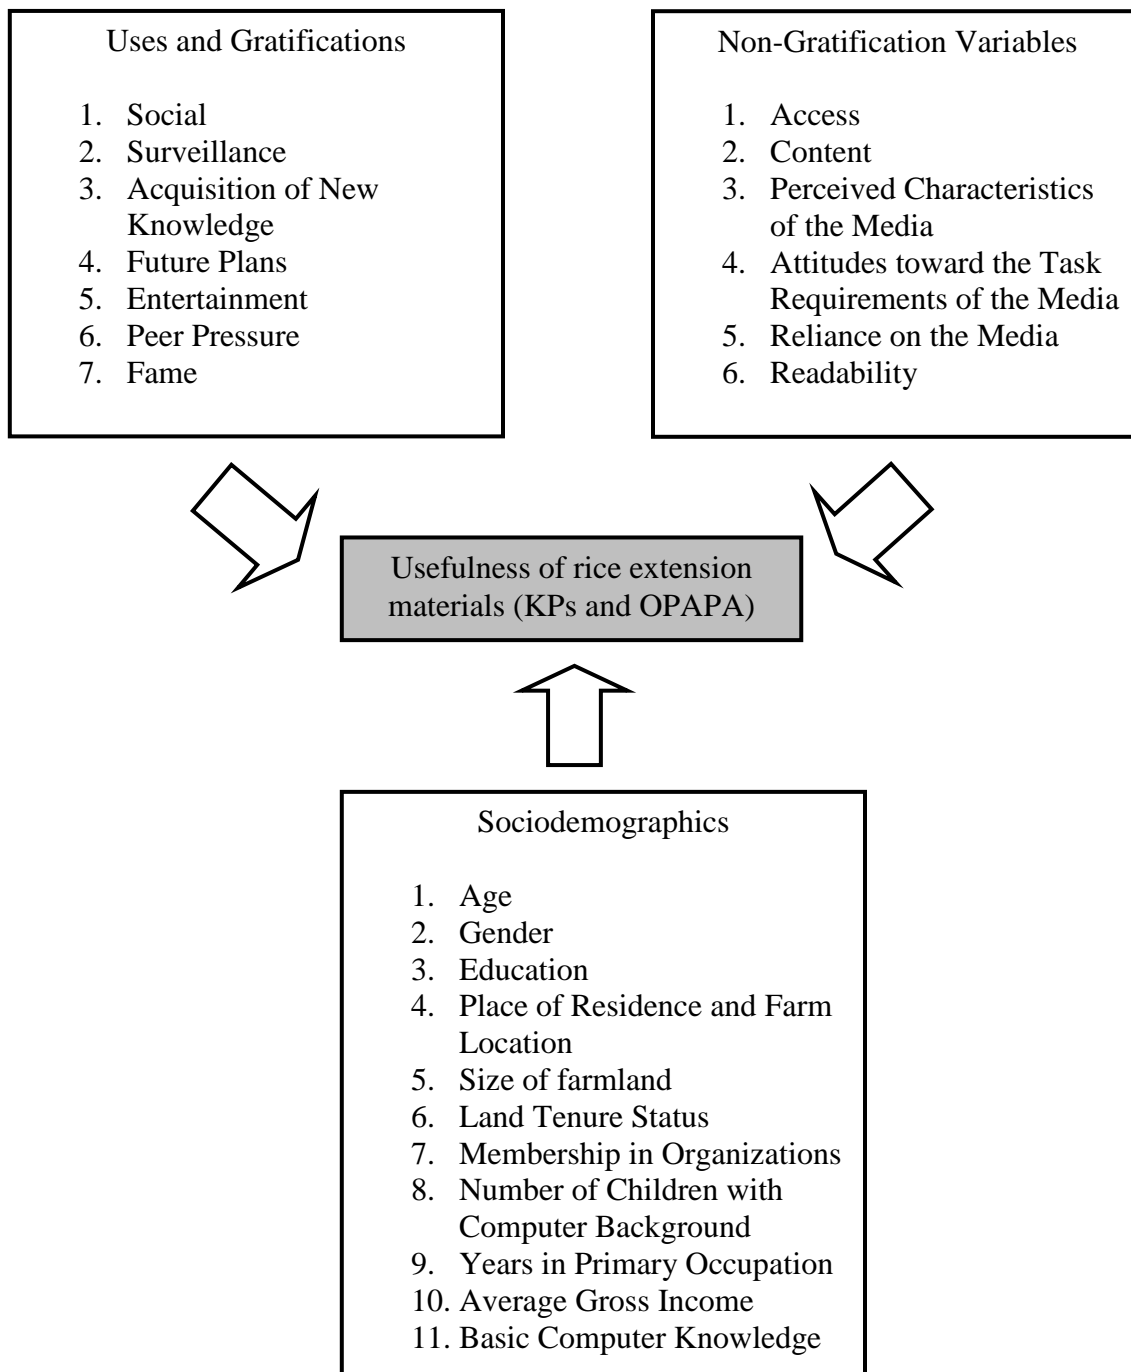 Uses and Gratifications
1. Social
2. Surveillance
3. Acquisition of New
Knowledge
4. Future Plans
5. Entertainment
6. Peer Pressure
7. Fame
Non-Gratification Variables
1. Access
2. Content
3. Perceived Characteristics
of the Media
4. Attitudes toward the Task
Requirements of the Media
5. Reliance on the Media
6. Readability
Usefulness of rice extension
materials (KPs and OPAPA)
Sociodemographics
1. Age
2. Gender
3. Education
4. Place of Residence and Farm
Location
5. Size of farmland
6. Land Tenure Status
7. Membership in Organizations
8. Number of Children with
Computer Background
9. Years in Primary Occupation
10. Average Gross Income
11. Basic Computer Knowledge